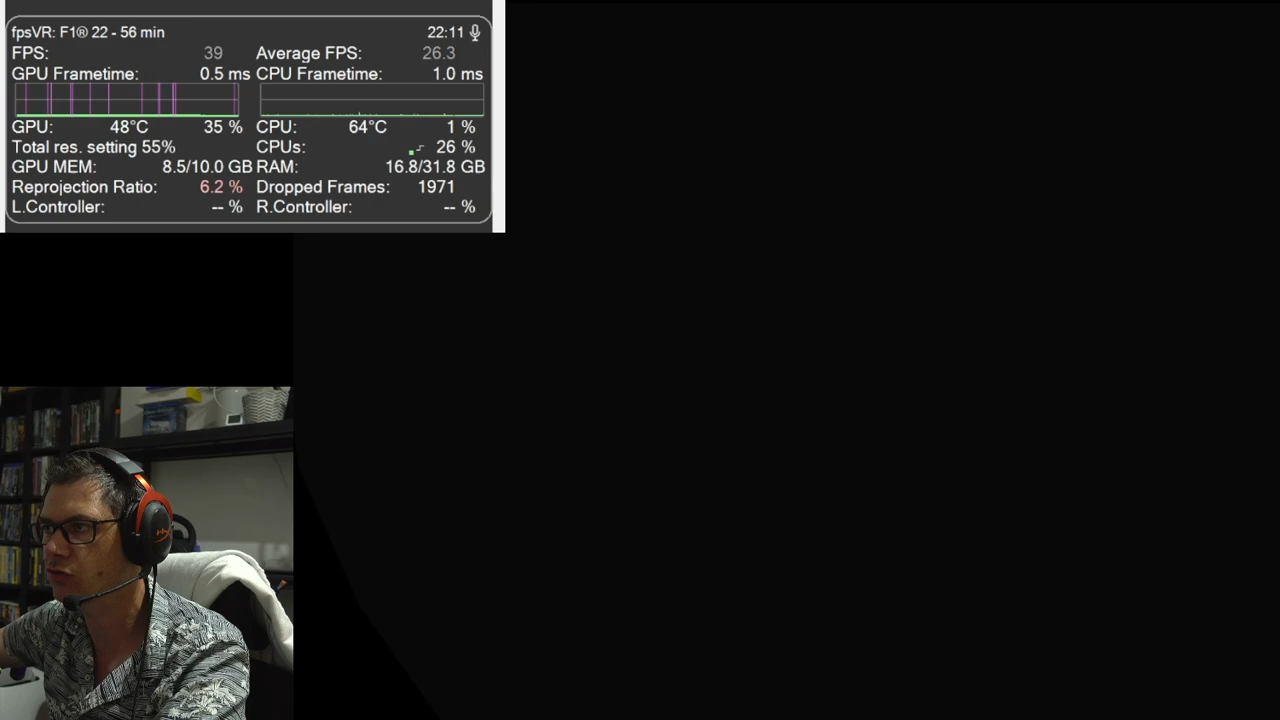 fpsVR: F1® 22 - 56 min 22:11
FPS: 39 Average FPS: 26.3
GPU Frametime: 0.5 ms CPU Frametime: 1.0 ms
GPU: 48°C 35 % CPU: 64°C 1 %
Total res. setting 55% CPUs: 26 %
GPU MEM: 8.5/10.0 GB RAM: 16.8/31.8 GB
Reprojection Ratio: 6.2 % Dropped Frames: 1971
L.Controller: -- % R.Controller: -- %